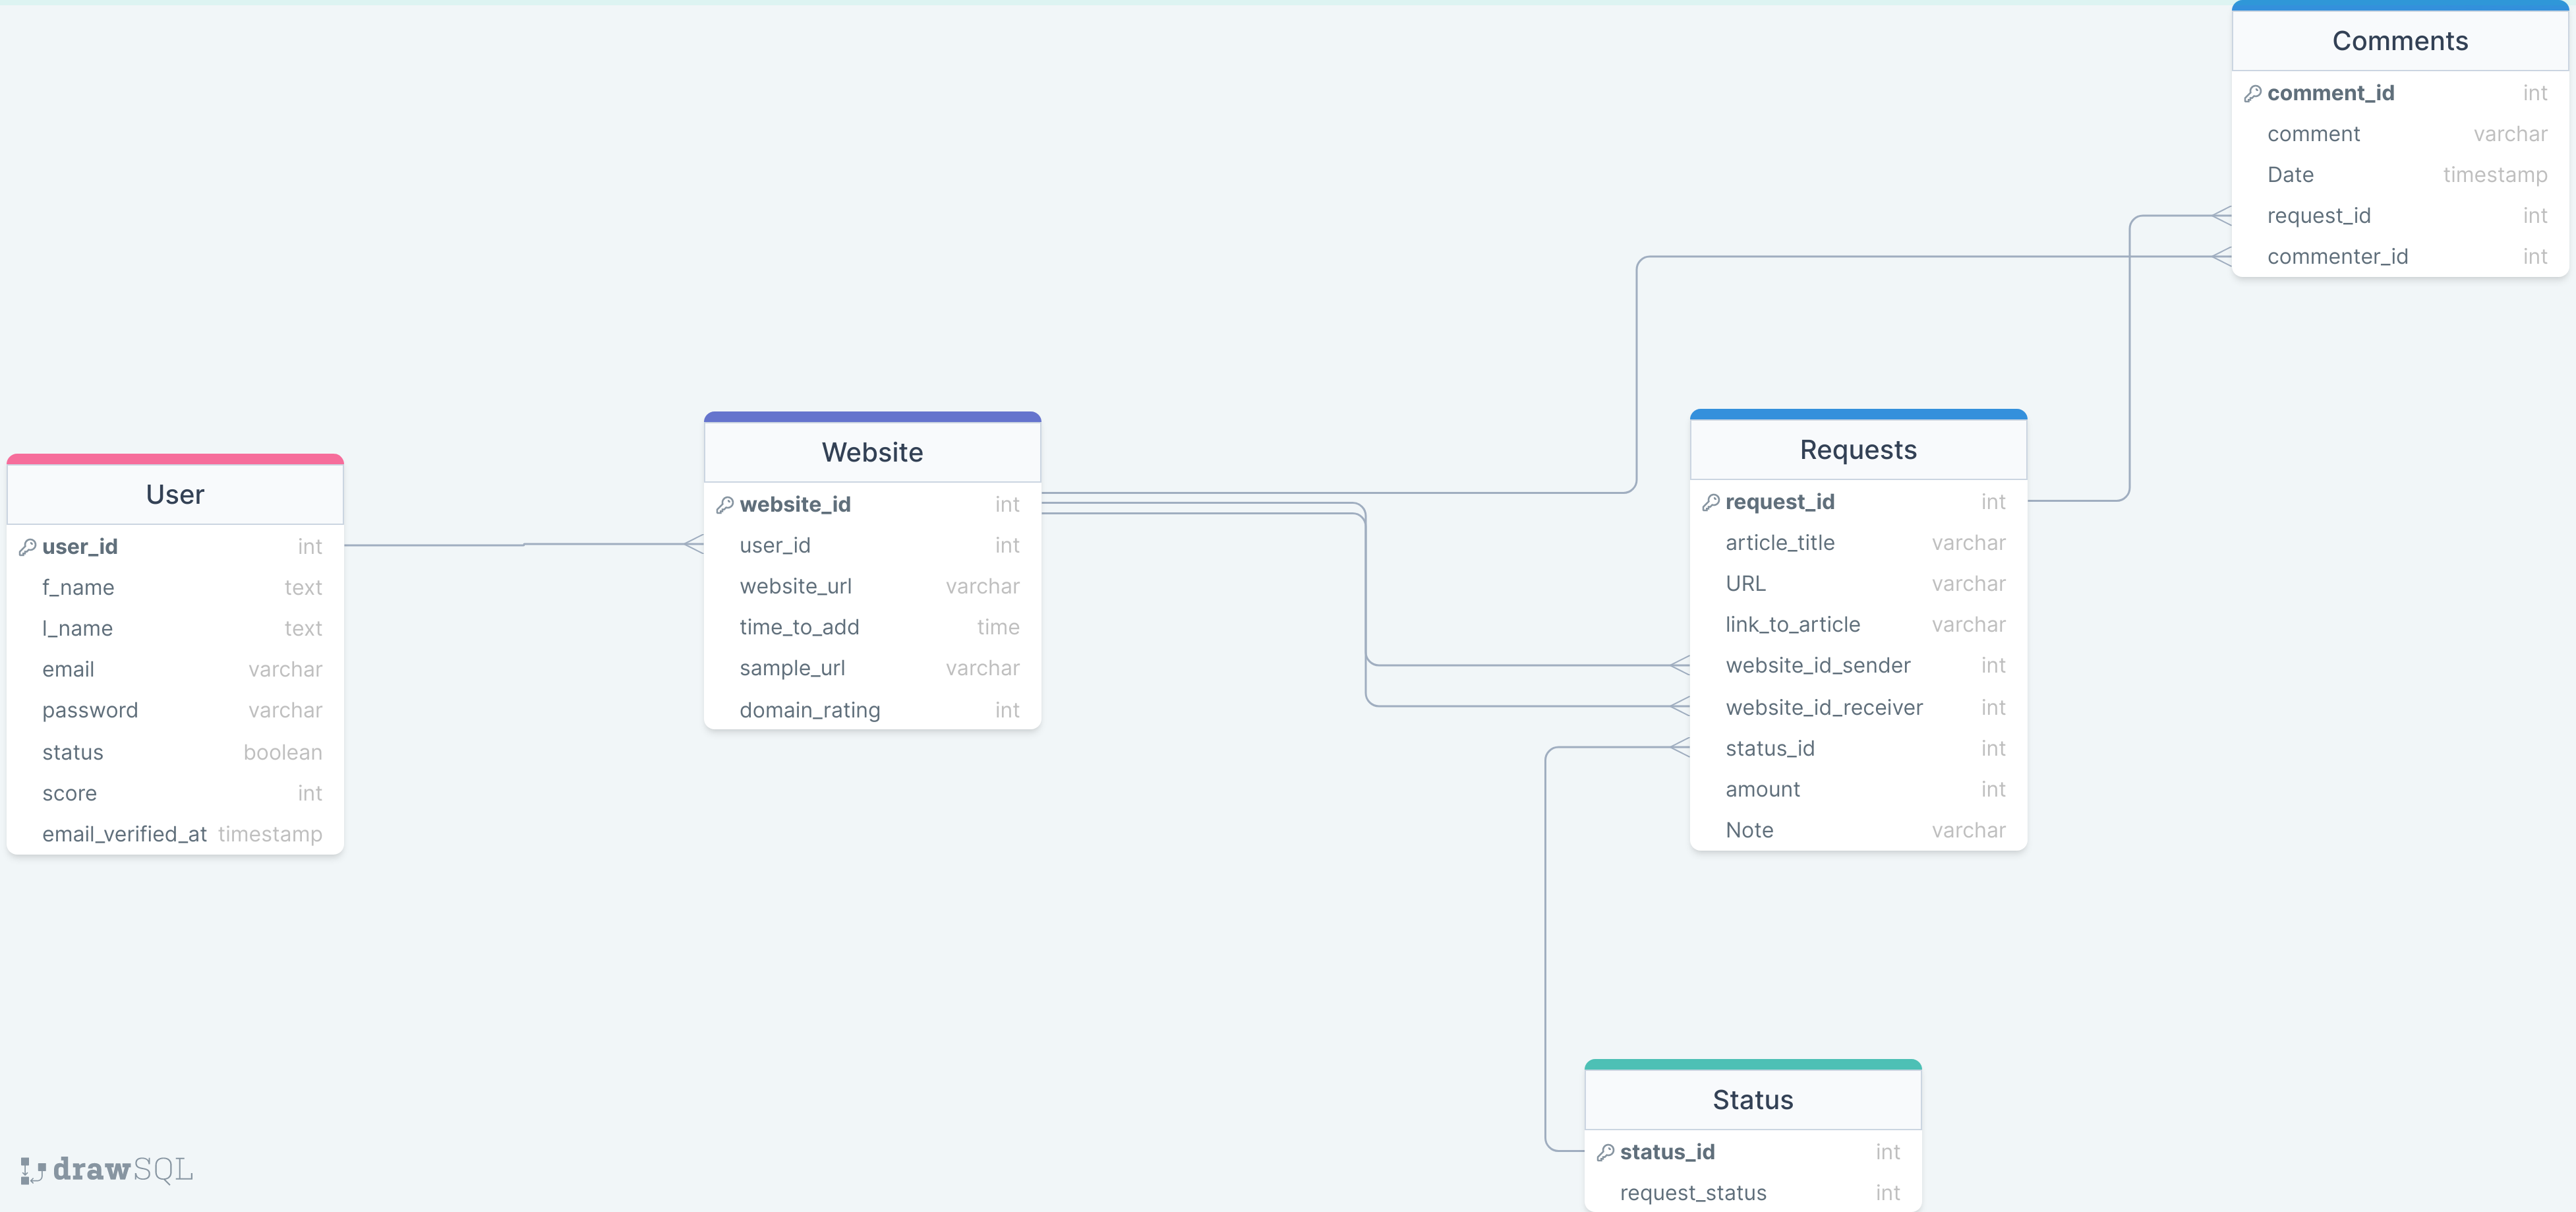 Comments
comment_id int
comment varchar
Date timestamp
request_id int
commenter_id int
Website
website_id int
user_id int
website_url varchar
time_to_add time
sample_url varchar
domain_rating int
Requests
request_id int
article_title varchar
URL varchar
link_to_article varchar
website_id_sender int
website_id_receiver int
status_id int
amount int
Note varchar
User
user_id int
f_name text
l_name text
email varchar
password varchar
status boolean
score int
email_verified_at timestamp
Status
status_id int
request_status int
drawSQL